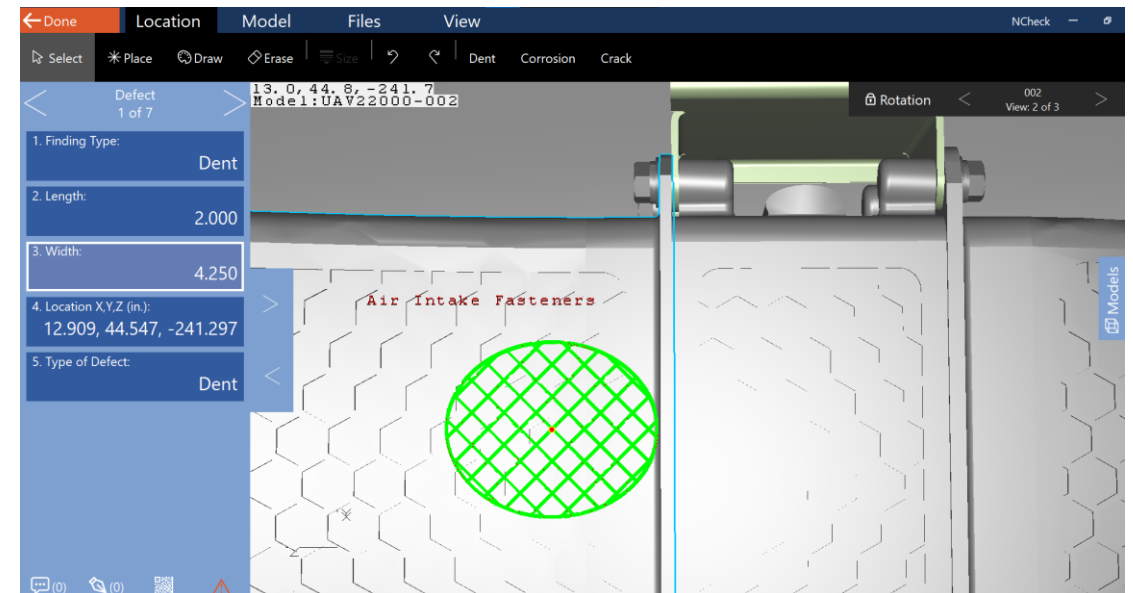 Done Location Model Files View NCheck
Select Place Draw Erase Size Dent Corrosion Crack
Defect
1 of 7
1. Finding Type:
Dent
2. Length:
2.000
3. Width:
4.250
4. Location X,Y,Z (in.):
12.909, 44.547, -241.297
5. Type of Defect:
Dent
(0) (0)
13.0, 44.8, -241.7
Model:UAV22000-002
Rotation
002
View: 2 of 3
Air Intake Fasteners
Models